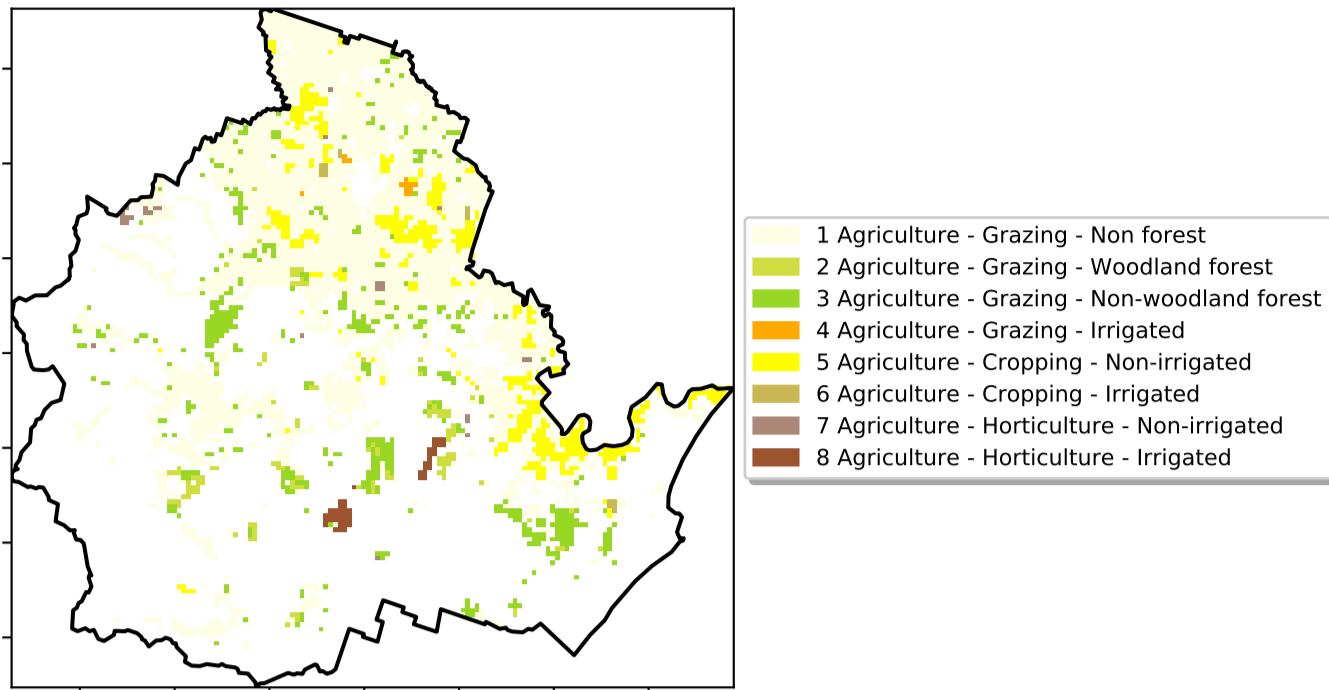 1 Agriculture - Grazing - Non forest
2 Agriculture - Grazing - Woodland forest
3 Agriculture - Grazing - Non-woodland forest
4 Agriculture - Grazing - Irrigated
5 Agriculture - Cropping - Non-irrigated
6 Agriculture - Cropping - Irrigated
7 Agriculture - Horticulture - Non-irrigated
8 Agriculture - Horticulture - Irrigated